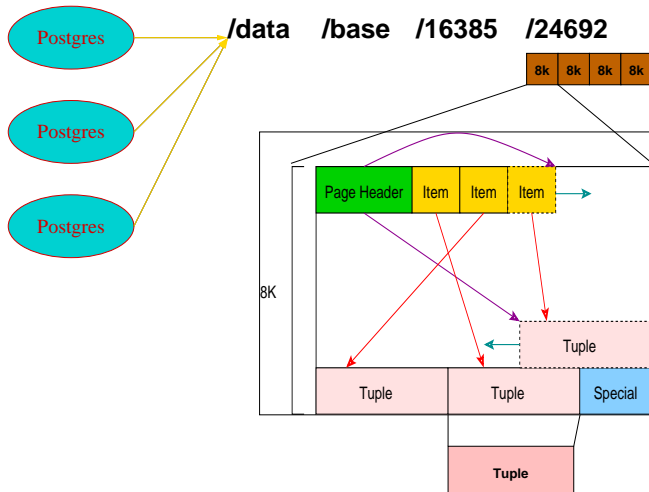 Postgres
/data /base /16385 /24692
8k 8k 8k 8k
Postgres
Page Header Item Item Item
Postgres
8K
Tuple
Tuple Tuple Special
Tuple